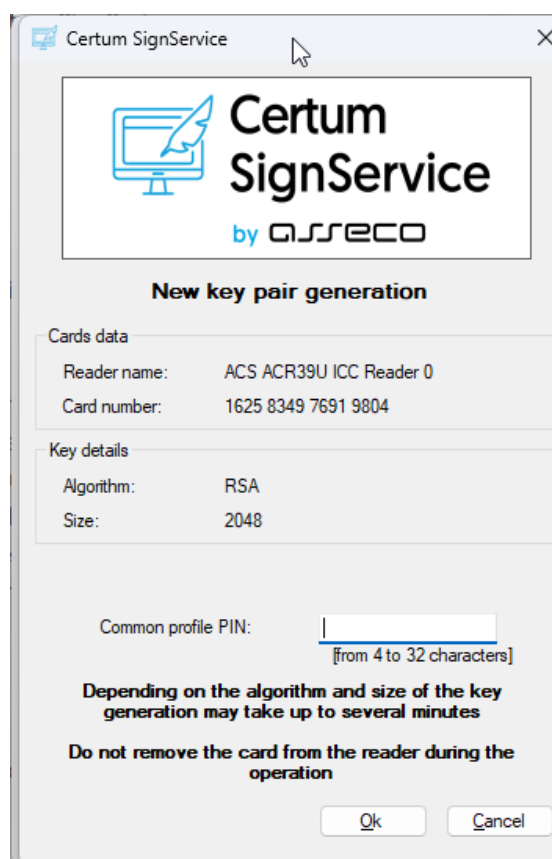 Certum SignService
Certum
SignService
by asseco
New key pair generation
Cards data
Reader name: ACS ACR39U ICC Reader 0
Card number: 1625 8349 7691 9804
Key details
Algorithm: RSA
Size: 2048
Common profile PIN:
[from 4 to 32 characters]
Depending on the algorithm and size of the key
generation may take up to several minutes
Do not remove the card from the reader during the
operation
Ok Cancel